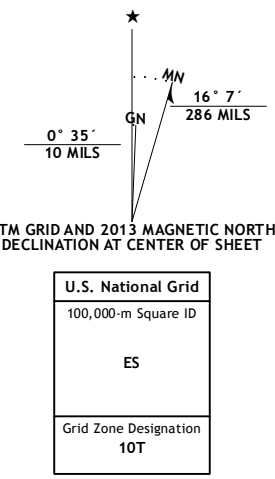 MN
GN
16° 7´
286 MILS
0° 35´
10 MILS
TM GRID AND 2013 MAGNETIC NORTH
DECLINATION AT CENTER OF SHEET
U.S. National Grid
100,000-m Square ID
ES
Grid Zone Designation
10T